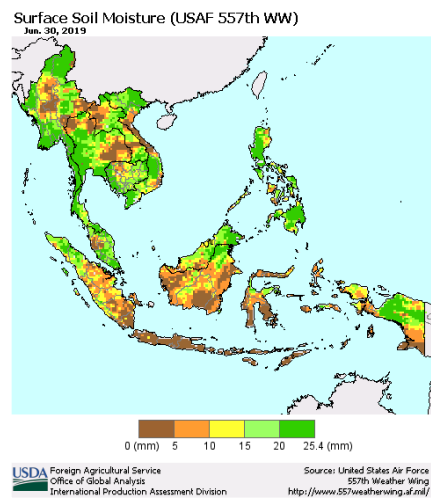 Surface Soil Moisture (USAF 557th WW)
Jun. 30, 2019
0 (mm) 5 10 15 20 25.4 (mm)
USDA Foreign Agricultural Service
Office of Global Analysis
International Production Assessment Division
Source: United States Air Force
557th Weather Wing
http://www.557weatherwing.af.mil/